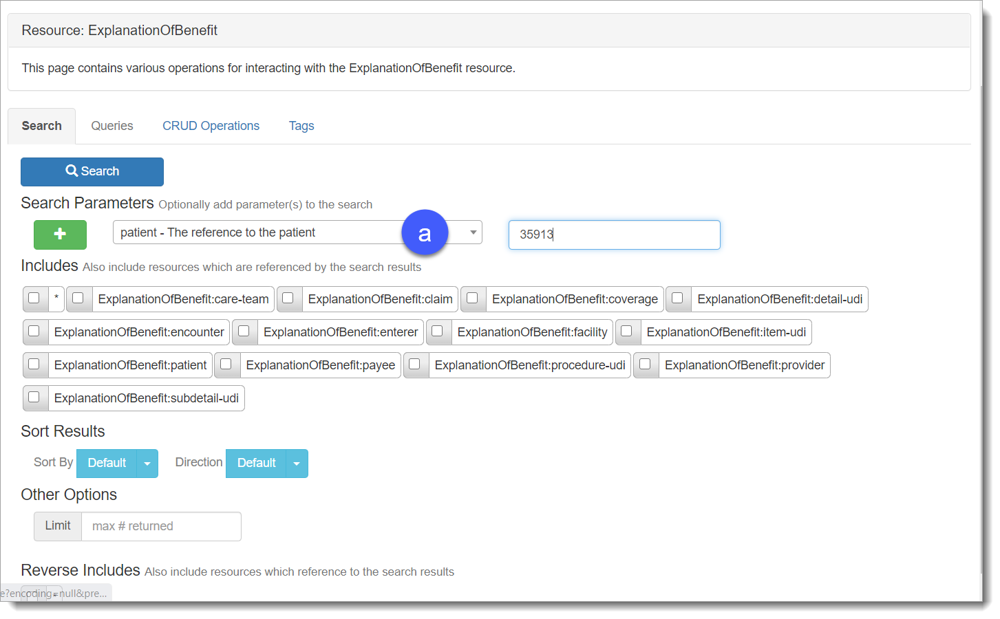 Resource: ExplanationOfBenefit
This page contains various operations for interacting with the ExplanationOfBenefit resource.
Search Queries CRUD Operations Tags
Search
Search Parameters Optionally add parameter(s) to the search
patient - The reference to the patient a 35913
Includes Also include resources which are referenced by the search results
* ExplanationOfBenefit:care-team ExplanationOfBenefit:claim ExplanationOfBenefit:coverage ExplanationOfBenefit:detail-udi
ExplanationOfBenefit:encounter ExplanationOfBenefit:enterer ExplanationOfBenefit:facility ExplanationOfBenefit:item-udi
ExplanationOfBenefit:patient ExplanationOfBenefit:payee ExplanationOfBenefit:procedure-udi ExplanationOfBenefit:provider
ExplanationOfBenefit:subdetail-udi
Sort Results
Sort By Default Direction Default
Other Options
Limit max # returned
Reverse Includes Also include resources which reference to the search results
e?encoding=null&pre...